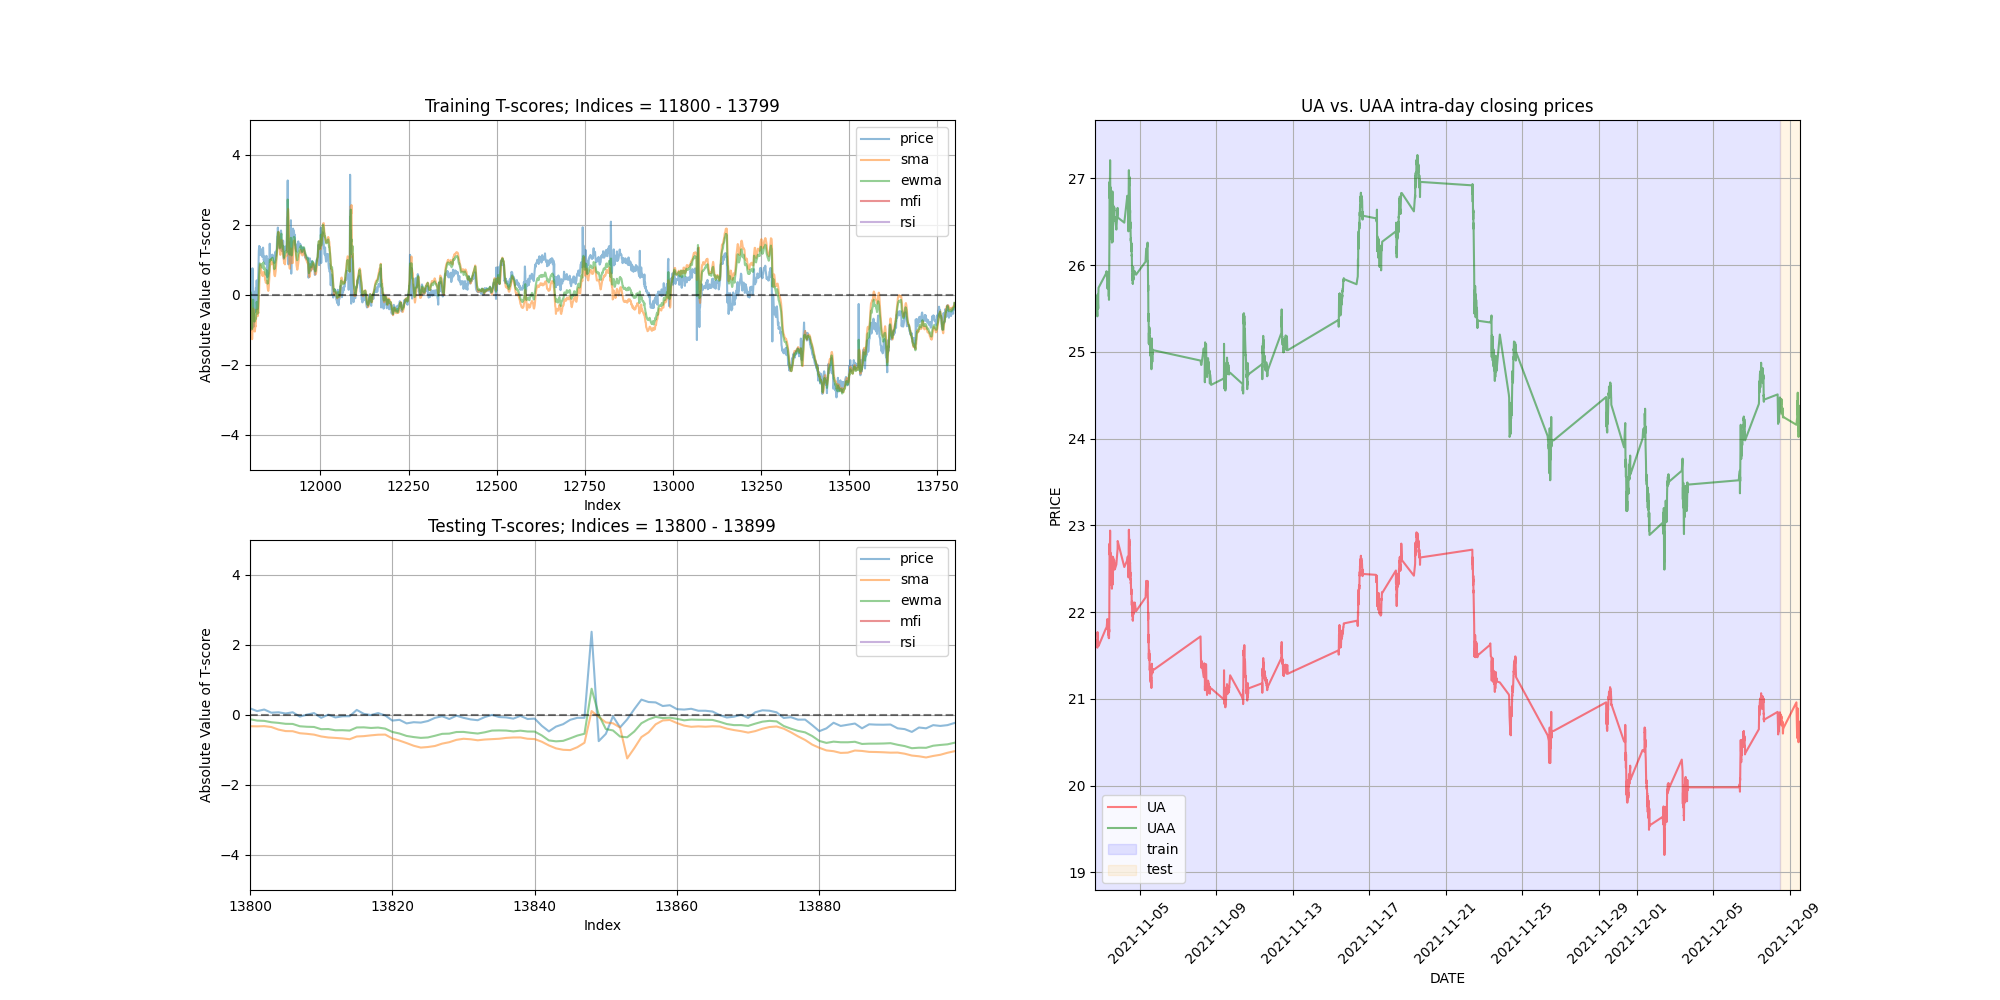 Training T-scores; Indices = 11800 - 13799
Absolute Value of T-score
4
2
0
−2
−4
price
sma
ewma
mfi
rsi
12000 12250 12500 12750 13000 13250 13500 13750
Index
Testing T-scores; Indices = 13800 - 13899
Absolute Value of T-score
4
2
0
−2
−4
price
sma
ewma
mfi
rsi
13800 13820 13840 13860 13880
Index
UA vs. UAA intra-day closing prices
PRICE
27
26
25
24
23
22
21
20
19
UA
UAA
train
test
2021-11-05 2021-11-09 2021-11-13 2021-11-17 2021-11-21 2021-11-25 2021-11-29 2021-12-01 2021-12-05 2021-12-09
DATE